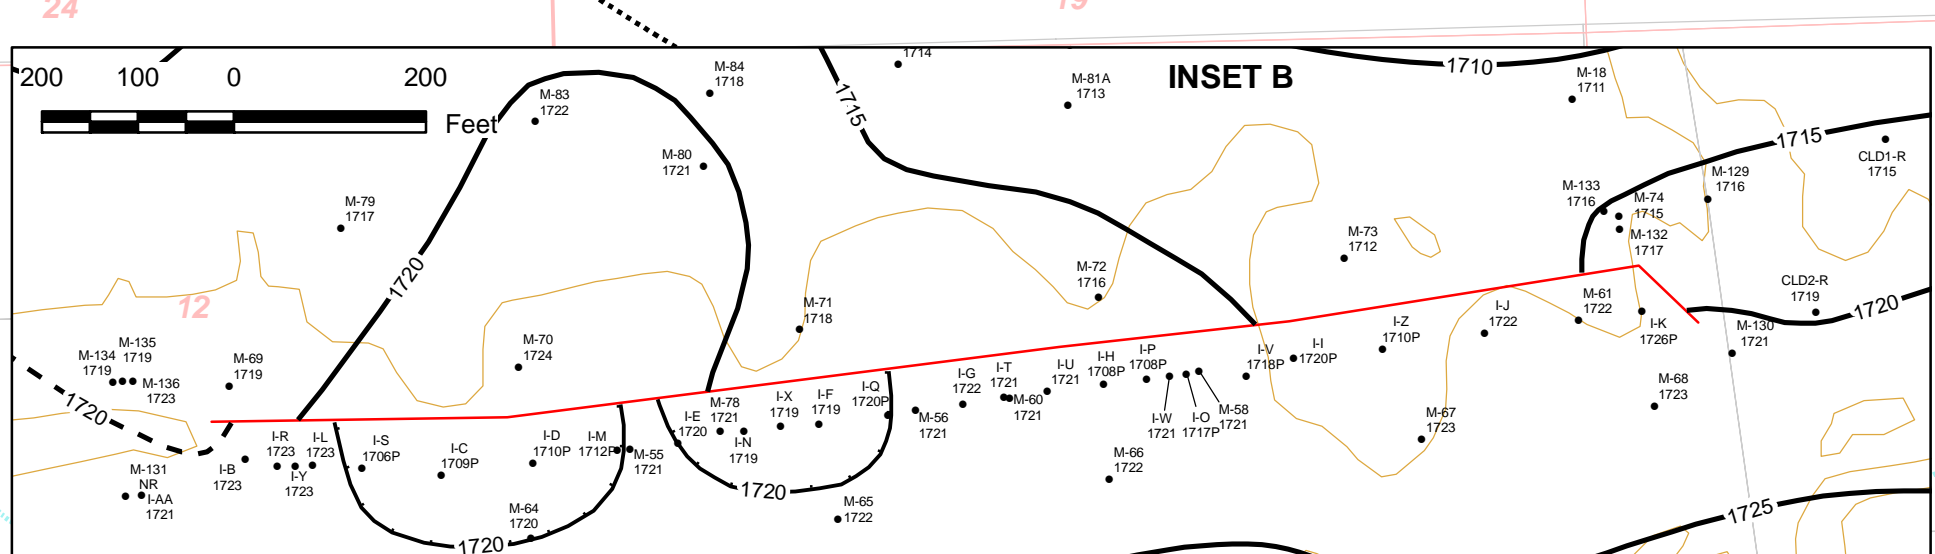 24
19
200 100 0 200
Feet
INSET B
M-84
1718
1714
M-81A
1713
1710
M-18
1711
M-83
1722
1715
1715
CLD1-R
1715
M-80
1721
M-129
1716
M-133
1716
M-74
1715
M-132
1717
M-79
1717
M-73
1712
1720
M-72
1716
CLD2-R
1719
1720
12
M-71
1718
M-61
1722
I-J
1722
I-K
1726P
M-130
1721
M-70
1724
I-Z
1710P
I-I
1720P
I-V
1718P
I-P
1708P
I-H
1708P
I-U
1721
I-T
1721
I-G
1722
M-135
1719
M-134
1719
M-136
1723
M-69
1719
1720
I-Q
1720P
I-F
1719
I-X
1719
M-78
1721
I-E
1720
I-N
1719
M-60
1721
M-56
1721
I-W
1721
I-O
1717P
M-58
1721
M-67
1723
M-68
1723
I-R
1723
I-L
1723
I-S
1706P
I-C
1709P
I-D
1710P
I-M
1712P
M-55
1721
M-66
1722
M-131
NR
I-AA
1721
I-B
1723
I-Y
1723
1720
M-65
1722
M-64
1720
1720
1725